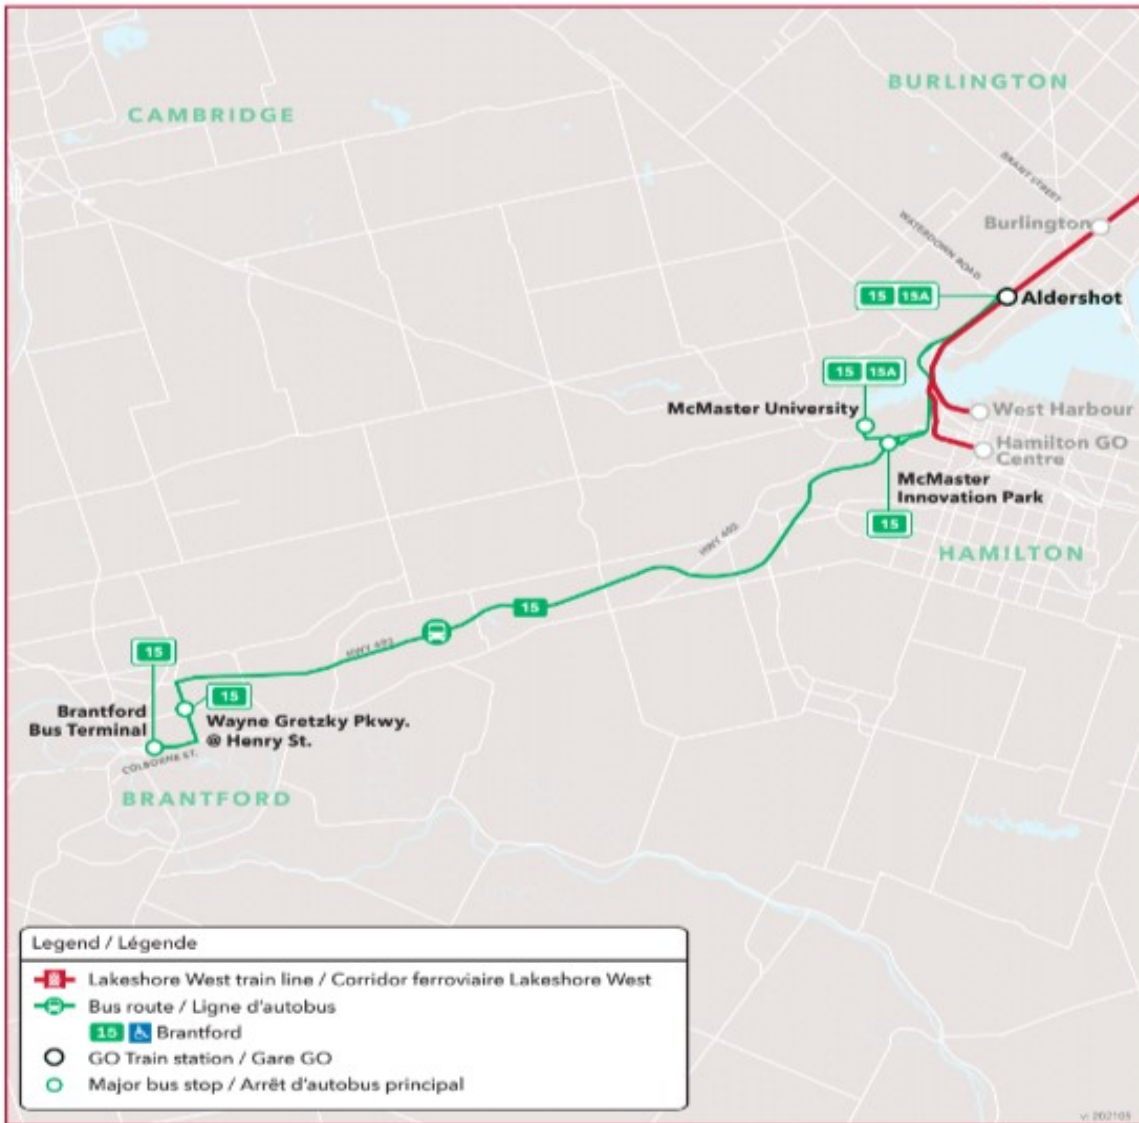 BURLINGTON
CAMBRIDGE
BRANT STREET
Burlington
WATERDOWN ROAD
15 15A
Aldershot
15 15A
McMaster University
West Harbour
Hamilton GO
Centre
McMaster
Innovation Park
15
HWY 403
HAMILTON
15
HWY 403
15
15
Brantford
Bus Terminal
Wayne Gretzky Pkwy.
@ Henry St.
COLBORNE ST.
BRANTFORD
Legend / Légende
Lakeshore West train line / Corridor ferroviaire Lakeshore West
Bus route / Ligne d'autobus
15 Brantford
GO Train station / Gare GO
Major bus stop / Arrêt d'autobus principal